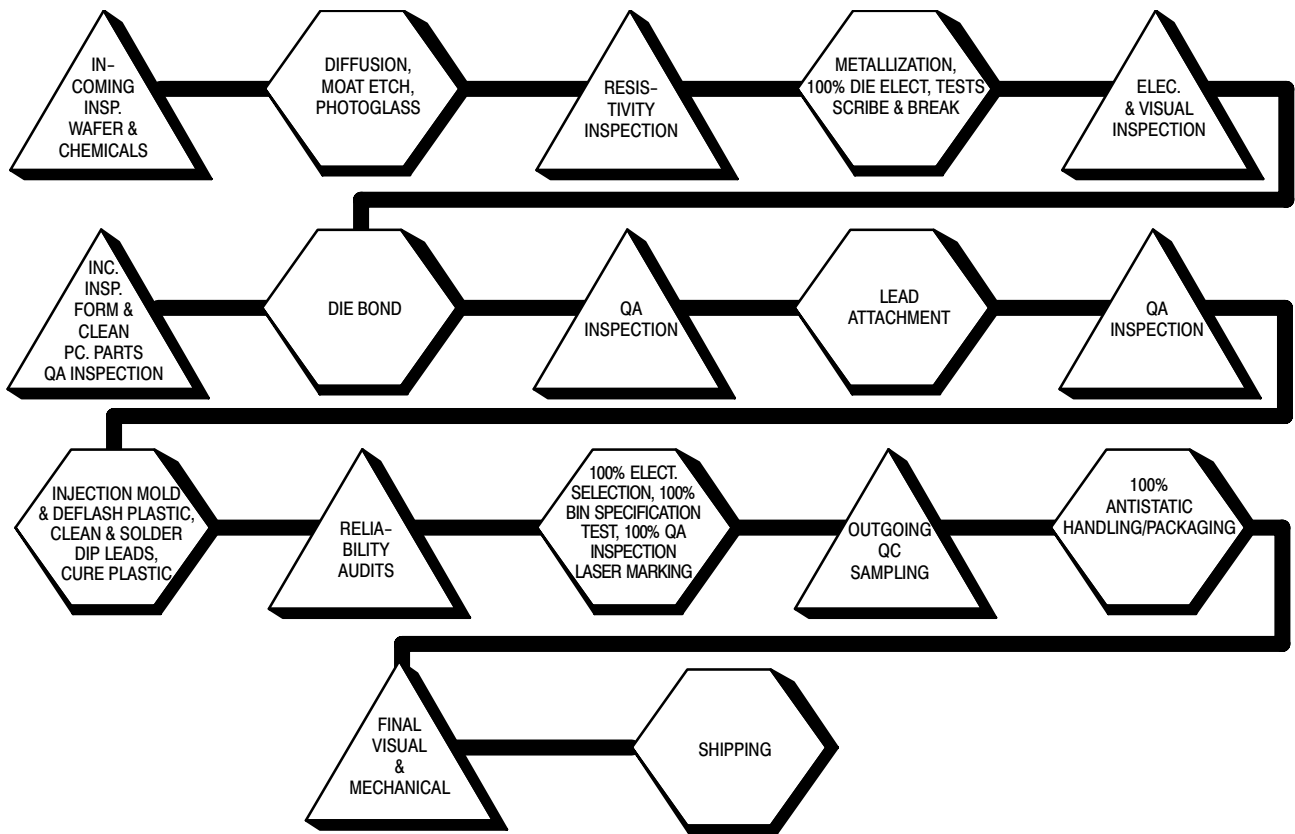 IN–
COMING
INSP.
WAFER &
CHEMICALS
DIFFUSION,
MOAT ETCH,
PHOTOGLASS
RESIS–
TIVITY
INSPECTION
METALLIZATION,
100% DIE ELECT, TESTS
SCRIBE & BREAK
ELEC.
& VISUAL
INSPECTION
INC.
INSP.
FORM &
CLEAN
PC. PARTS
QA INSPECTION
DIE BOND
QA
INSPECTION
LEAD
ATTACHMENT
QA
INSPECTION
INJECTION MOLD
& DEFLASH PLASTIC,
CLEAN & SOLDER
DIP LEADS,
CURE PLASTIC
RELIA–
BILITY
AUDITS
100% ELECT.
SELECTION, 100%
BIN SPECIFICATION
TEST, 100% QA
INSPECTION
LASER MARKING
OUTGOING
QC
SAMPLING
100%
ANTISTATIC
HANDLING/PACKAGING
FINAL
VISUAL
&
MECHANICAL
SHIPPING